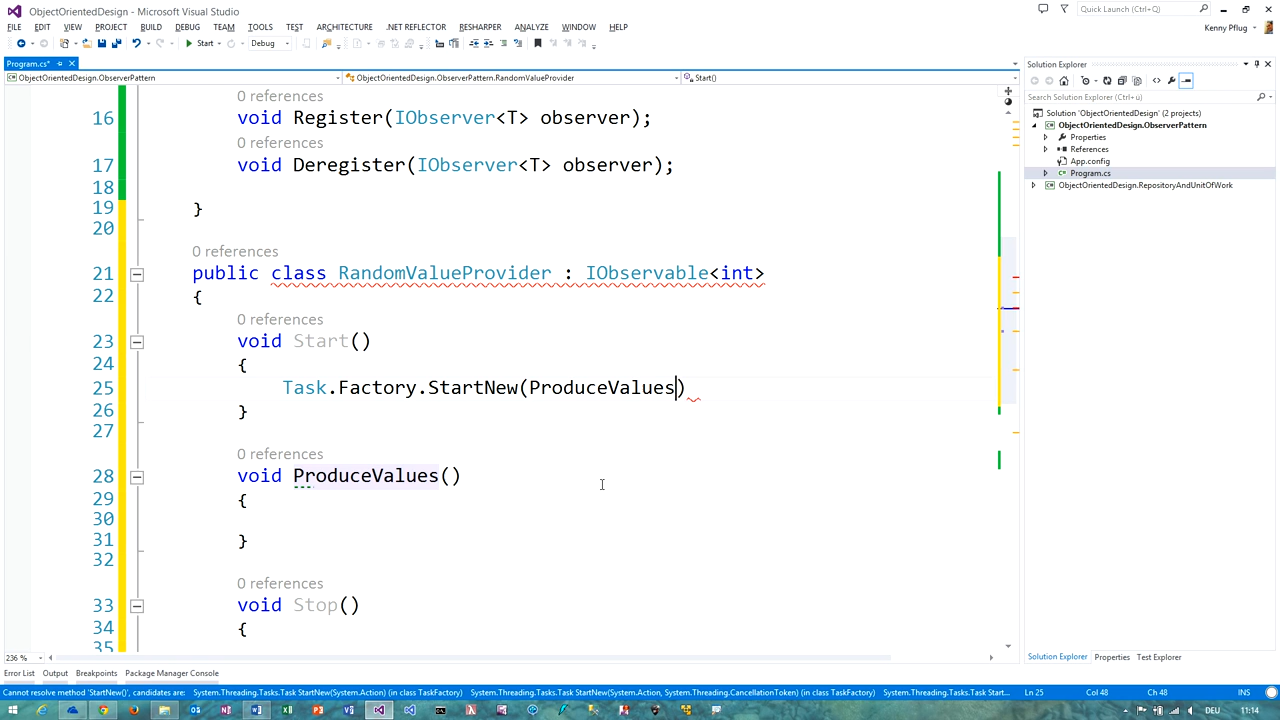 ObjectOrientedDesign - Microsoft Visual Studio
Quick Launch (Ctrl+Q)
FILE EDIT VIEW PROJECT BUILD DEBUG TEAM TOOLS TEST ARCHITECTURE .NET REFLECTOR RESHARPER ANALYZE WINDOW HELP
Kenny Pflug
Start Debug
Program.cs*
ObjectOrientedDesign.ObserverPattern ObjectOrientedDesign.ObserverPattern.RandomValueProvider Start()
0 references
16 void Register(IObserver<T> observer);
0 references
17 void Deregister(IObserver<T> observer);
18
19 }
20
0 references
21 public class RandomValueProvider : IObservable<int>
22 {
0 references
23 void Start()
24 {
25 Task.Factory.StartNew(ProduceValues)
26 }
27
0 references
28 void ProduceValues()
29 {
30
31 }
32
0 references
33 void Stop()
34 {
35
236 %
Solution Explorer
Search Solution Explorer (Ctrl+ü)
Solution 'ObjectOrientedDesign' (2 projects)
ObjectOrientedDesign.ObserverPattern
Properties
References
App.config
Program.cs
ObjectOrientedDesign.RepositoryAndUnitOfWork
Solution Explorer Properties Test Explorer
Error List Output Breakpoints Package Manager Console
Cannot resolve method 'StartNew()', candidates are: System.Threading.Tasks.Task StartNew(System.Action) (in class TaskFactory) System.Threading.Tasks.Task StartNew(System.Action, System.Threading.CancellationToken) (in class TaskFactory) System.Threading.Tasks.Task Start... Ln 25 Col 48 Ch 48 INS
DEU 11:14